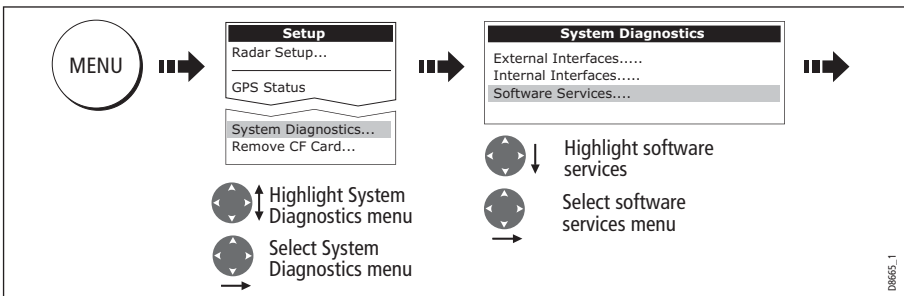 MENU
Setup
Radar Setup...
GPS Status
System Diagnostics...
Remove CF Card...
Highlight System
Diagnostics menu
Select System
Diagnostics menu
System Diagnostics
External Interfaces.....
Internal Interfaces.....
Software Services....
Highlight software
services
Select software
services menu
D8665_1